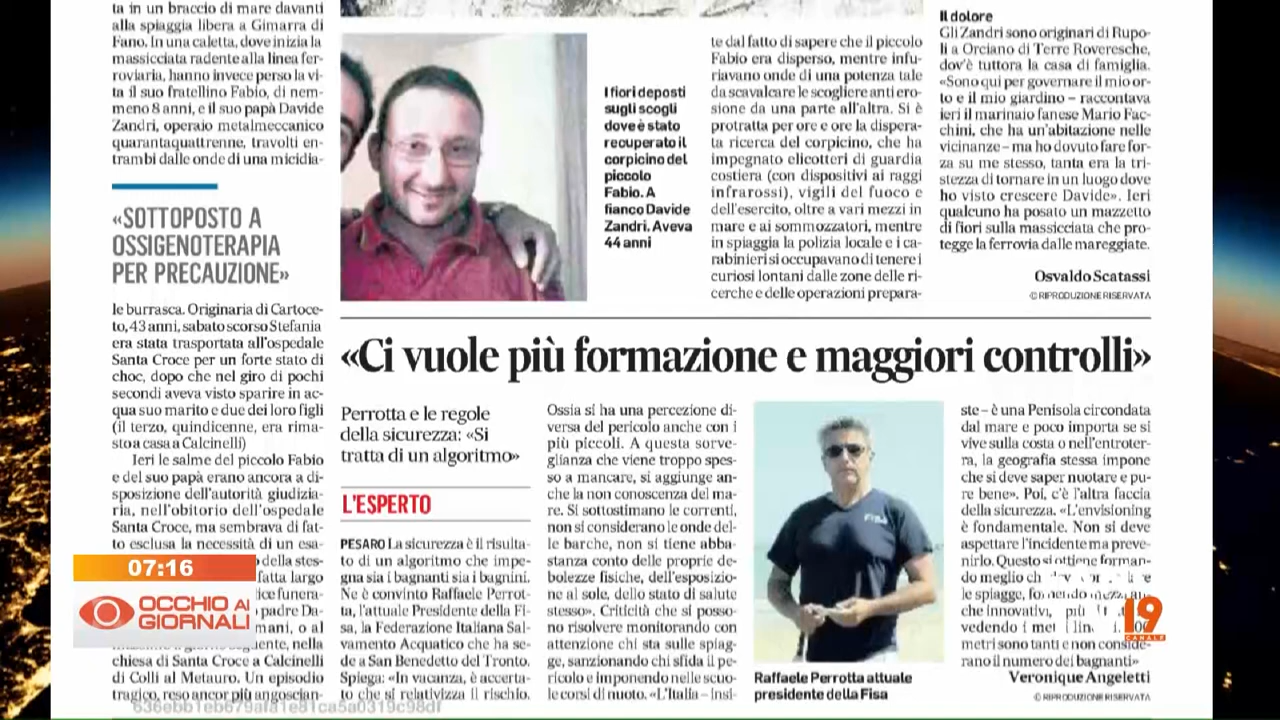 ta in un braccio di mare davanti
alla spiaggia libera a Gimarra di
Fano. In una caletta, dove inizia la
massicciata radente alla linea fer-
roviaria, hanno invece perso la vi-
ta il suo fratellino Fabio, di nem-
meno 8 anni, e il suo papà Davide
Zandri, operaio metalmeccanico
quarantaquattrenne, travolti en-
trambi dalle onde di una micidia-
«SOTTOPOSTO A
OSSIGENOTERAPIA
PER PRECAUZIONE»
le burrasca. Originaria di Cartoce-
to, 43 anni, sabato scorso Stefania
era stata trasportata all'ospedale
Santa Croce per un forte stato di
choc, dopo che nel giro di pochi
secondi aveva visto sparire in ac-
qua suo marito e due dei loro figli
(il terzo, quindicenne, era rima-
sto a casa a Calcinelli)
Ieri le salme del piccolo Fabio
e del suo papà erano ancora a di-
sposizione dell'autorità giudizia-
ria, nell'obitorio dell'ospedale
Santa Croce, ma sembrava di fat-
to esclusa la necessità di un esa-
della stes-
fatta largo
ice funera-
padre Da-
mani, o al
nella
chiesa di Santa Croce a Calcinelli
di Colli al Metauro. Un episodio
tragico, reso ancor più angoscian-
I fiori deposti
sugli scogli
dove è stato
recuperato il
corpicino del
piccolo
Fabio. A
fianco Davide
Zandri. Aveva
44 anni
te dal fatto di sapere che il piccolo
Fabio era disperso, mentre infu-
riavano onde di una potenza tale
da scavalcare le scogliere anti ero-
sione da una parte all'altra. Si è
protratta per ore e ore la dispera-
ta ricerca del corpicino, che ha
impegnato elicotteri di guardia
costiera (con dispositivi ai raggi
infrarossi), vigili del fuoco e
dell'esercito, oltre a vari mezzi in
mare e ai sommozzatori, mentre
in spiaggia la polizia locale e i ca-
rabinieri si occupavano di tenere i
curiosi lontani dalle zone delle ri-
cerche e delle operazioni prepara-
Il dolore
Gli Zandri sono originari di Rupo-
li a Orciano di Terre Roveresche,
dov'è tuttora la casa di famiglia.
«Sono qui per governare il mio or-
to e il mio giardino – raccontava
ieri il marinaio fanese Mario Fac-
chini, che ha un'abitazione nelle
vicinanze – ma ho dovuto fare for-
za su me stesso, tanta era la tri-
stezza di tornare in un luogo dove
ho visto crescere Davide». Ieri
qualcuno ha posato un mazzetto
di fiori sulla massicciata che pro-
tegge la ferrovia dalle mareggiate.
Osvaldo Scatassi
© RIPRODUZIONE RISERVATA
«Ci vuole più formazione e maggiori controlli»
Perrotta e le regole
della sicurezza: «Si
tratta di un algoritmo»
L'ESPERTO
PESARO La sicurezza è il risulta-
to di un algoritmo che impe-
gna sia i bagnanti sia i bagnini.
Ne è convinto Raffaele Perrot-
ta, l'attuale Presidente della Fi-
sa, la Federazione Italiana Sal-
vamento Acquatico che ha se-
de a San Benedetto del Tronto.
Spiega: «In vacanza, è accerta-
to che si relativizza il rischio.
Ossia si ha una percezione di-
versa del pericolo anche con i
più piccoli. A questa sorve-
glianza che viene troppo spes-
so a mancare, si aggiunge an-
che la non conoscenza del ma-
re. Si sottostimano le correnti,
non si considerano le onde del-
le barche, non si tiene abba-
stanza conto delle proprie de-
bolezze fisiche, dell'esposizio-
ne al sole, dello stato di salute
stesso». Criticità che si posso-
no risolvere monitorando con
attenzione chi sta sulle spiag-
ge, sanzionando chi sfida il pe-
ricolo e imponendo nelle scuo-
le corsi di nuoto. «L'Italia – insi-
FILA
Raffaele Perrotta attuale
presidente della Fisa
ste – è una Penisola circondata
dal mare e poco importa se si
vive sulla costa o nell'entroter-
ra, la geografia stessa impone
che si deve saper nuotare e pu-
re bene». Poi, c'è l'altra faccia
della sicurezza. «L'envisioning
è fondamentale. Non si deve
aspettare l'incidente ma preve-
nirlo. Questo si ottiene forman-
do meglio
le spiagge, fornendo mezzi an-
che innovativi, più
vedendo i
metri sono tanti e non conside-
rano il numero dei bagnanti»
Veronique Angeletti
© RIPRODUZIONE RISERVATA
07:16
OCCHIO AI
GIORNALI
19
CANALE
636ebb1eb679afa1e81ca5a0319c98df